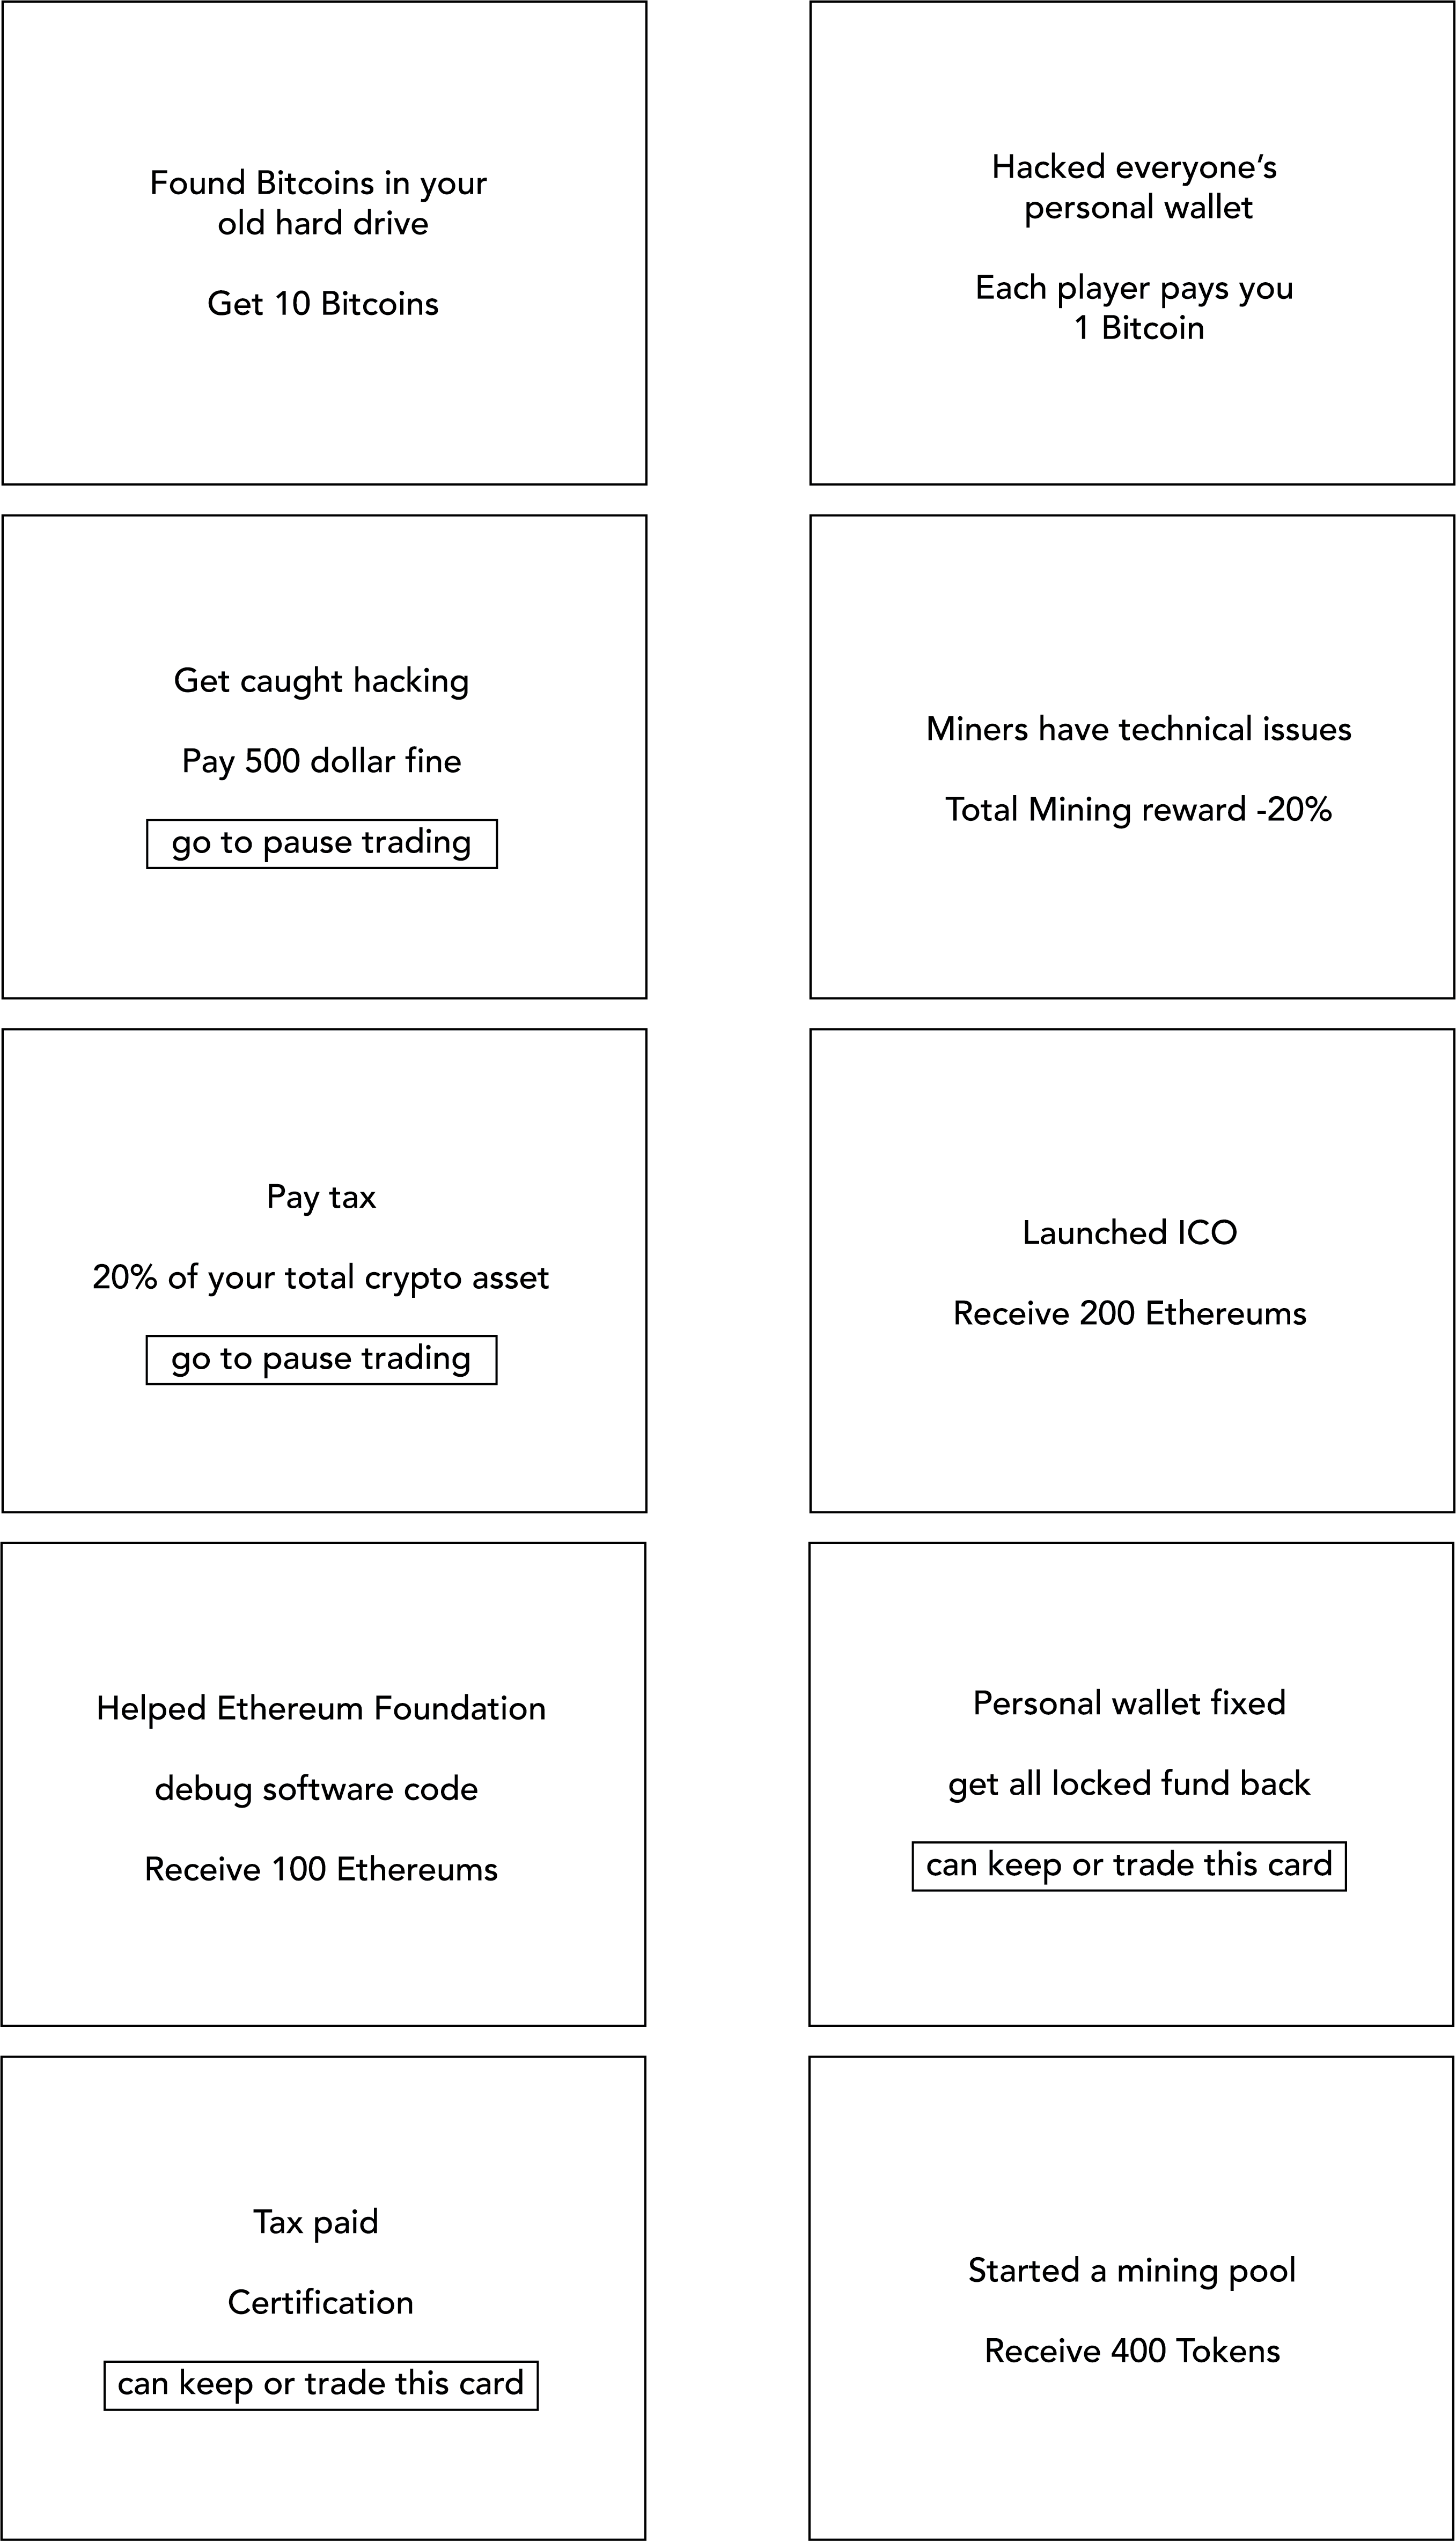 Found Bitcoins in your
old hard drive
Get 10 Bitcoins
Hacked everyone’s
personal wallet
Each player pays you
1 Bitcoin
Get caught hacking
Pay 500 dollar fine
go to pause trading
Miners have technical issues
Total Mining reward -20%
Pay tax
20% of your total crypto asset
go to pause trading
Launched ICO
Receive 200 Ethereums
Helped Ethereum Foundation
debug software code
Receive 100 Ethereums
Personal wallet fixed
get all locked fund back
can keep or trade this card
Tax paid
Certification
can keep or trade this card
Started a mining pool
Receive 400 Tokens